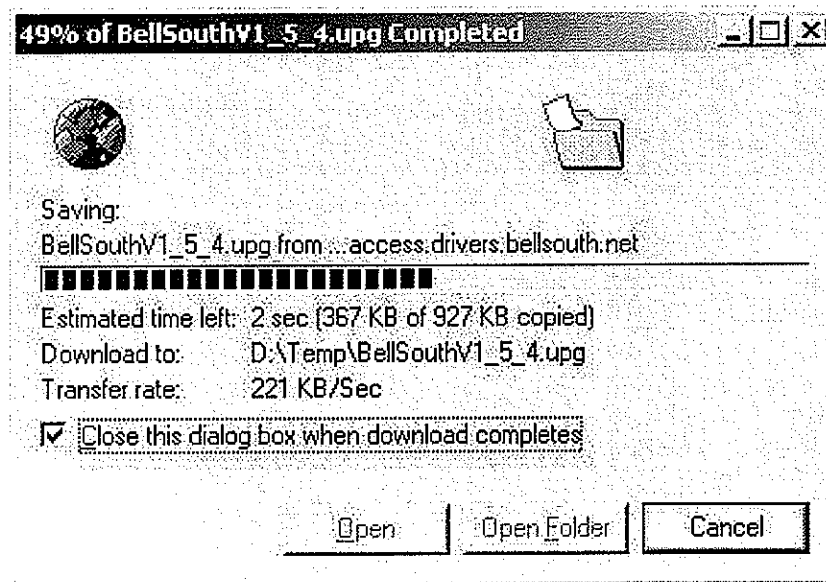 49% of BellSouthV1_5_4.upg Completed
Saving:
BellSouthV1_5_4.upg from ...access.drivers.bellsouth.net
Estimated time left: 2 sec (367 KB of 927 KB copied)
Download to: D:\Temp\BellSouthV1_5_4.upg
Transfer rate: 221 KB/Sec
Close this dialog box when download completes
Open Open Folder Cancel